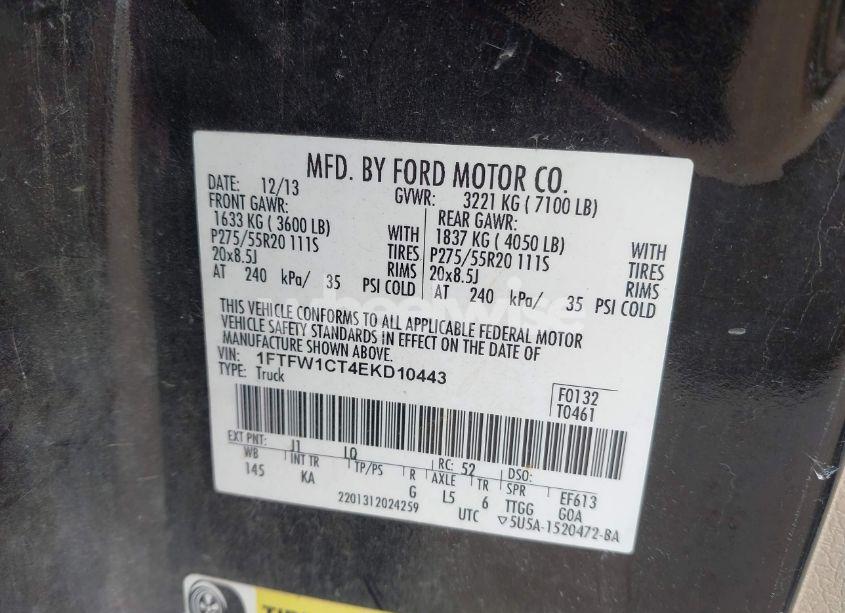 MFD. BY FORD MOTOR CO.
DATE: 12/13 GVWR: 3221 KG ( 7100 LB)
FRONT GAWR: REAR GAWR:
1633 KG ( 3600 LB) WITH 1837 KG ( 4050 LB) WITH
P275/55R20 111S TIRES P275/55R20 111S TIRES
20x8.5J RIMS 20x8.5J RIMS
AT 240 kPa/ 35 PSI COLD AT 240 kPa/ 35 PSI COLD
THIS VEHICLE CONFORMS TO ALL APPLICABLE FEDERAL MOTOR
VEHICLE SAFETY STANDARDS IN EFFECT ON THE DATE OF
MANUFACTURE SHOWN ABOVE.
VIN: 1FTFW1CT4EKD10443
TYPE: Truck
F0132
T0461
EXT PNT: J1 LQ RC: 52 DSO:
WB INT TR TP/PS R AXLE TR SPR EF613
145 KA G L5 6 TTGG GOA
2201312024259 UTC ▽5U5A-1520472-BA